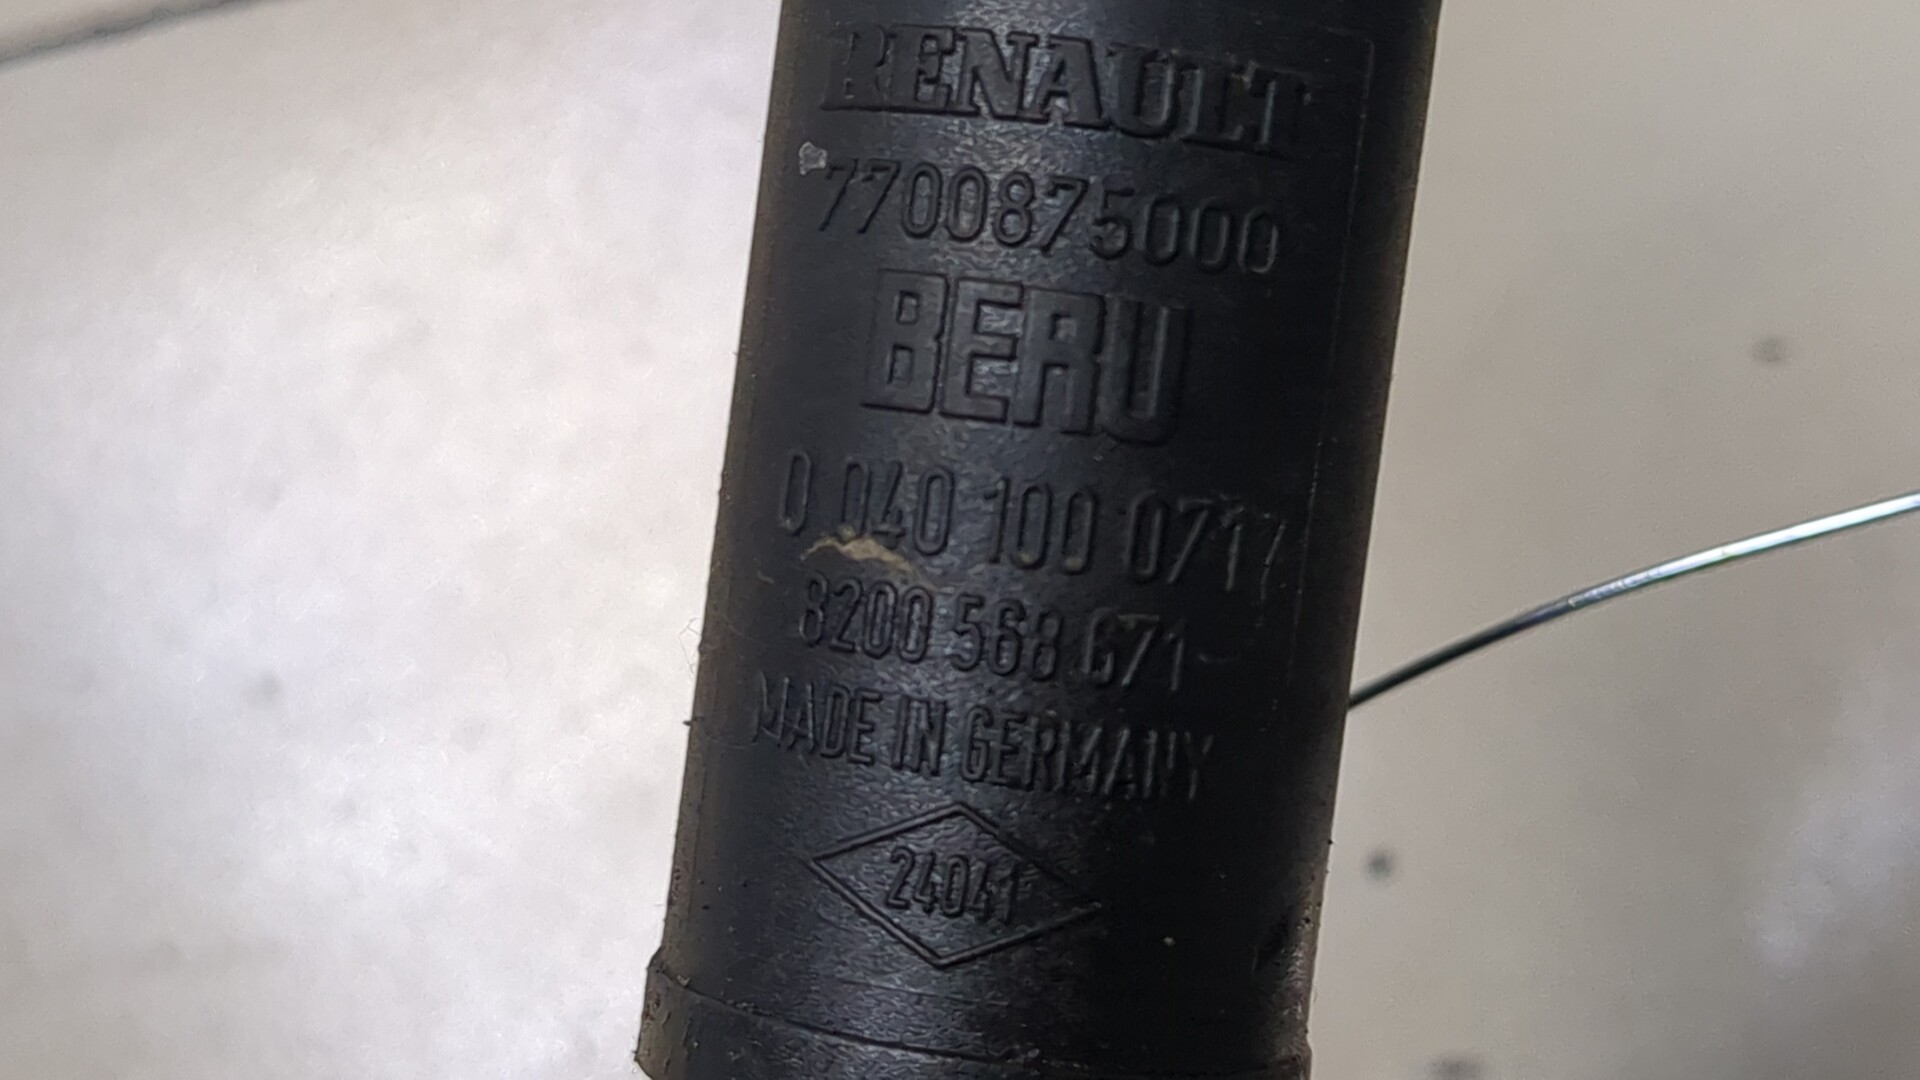 RENAULT
7700875000
BERU
0 040 100 0717
8200 568 671-
MADE IN GERMANY
24041